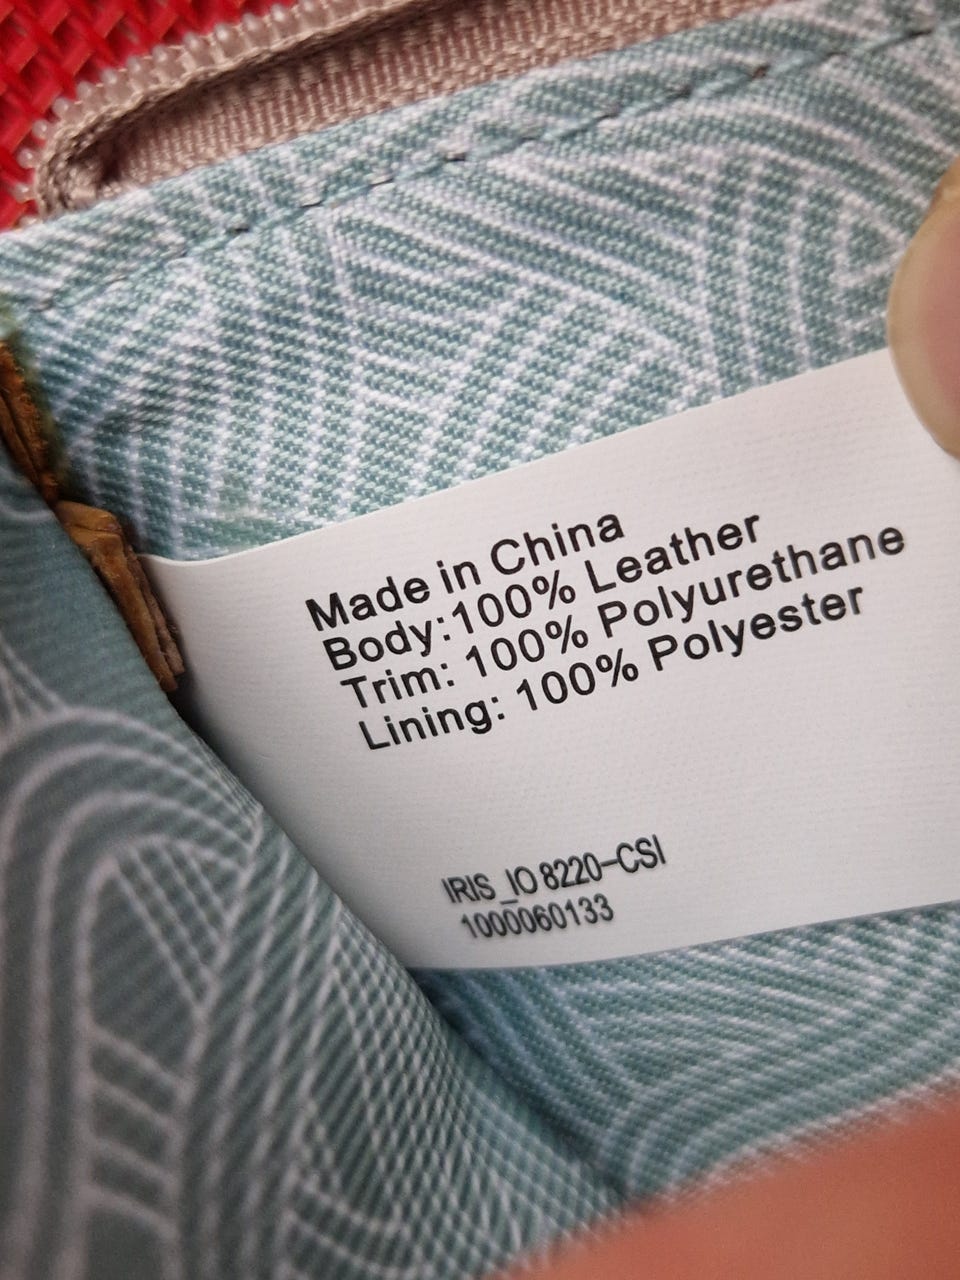 Made in China
Body:100% Leather
Trim: 100% Polyurethane
Lining: 100% Polyester
IRIS_IO 8220-CSI
1000060133